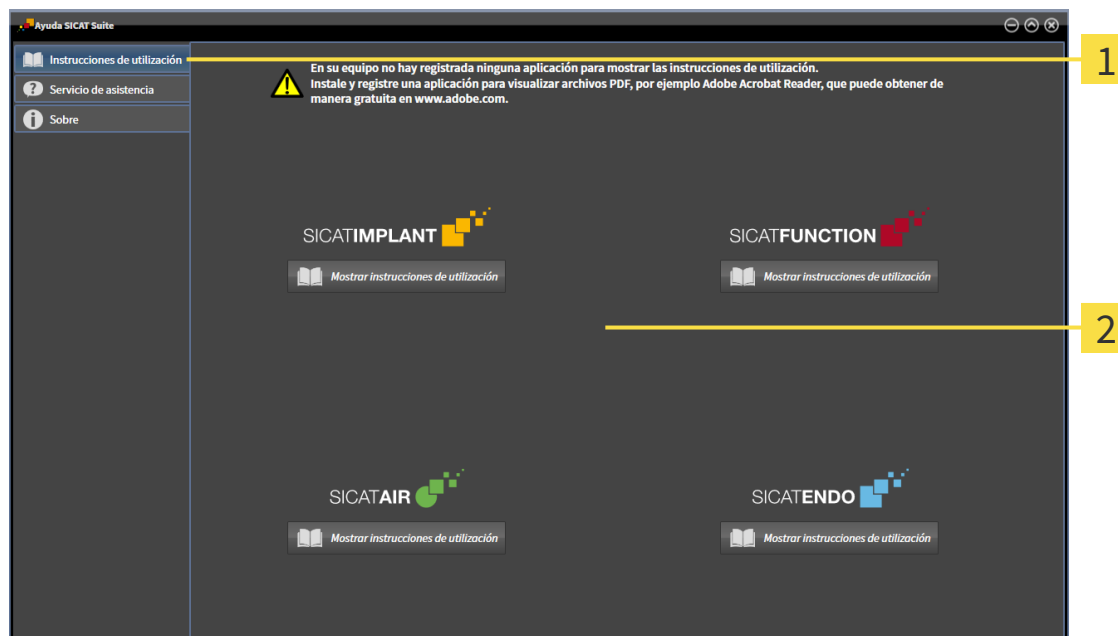 Ayuda SICAT Suite
Instrucciones de utilización
1
Servicio de asistencia
Sobre
En su equipo no hay registrada ninguna aplicación para mostrar las instrucciones de utilización.
Instale y registre una aplicación para visualizar archivos PDF, por ejemplo Adobe Acrobat Reader, que puede obtener de
manera gratuita en www.adobe.com.
SICATIMPLANT
SICATFUNCTION
Mostrar instrucciones de utilización
Mostrar instrucciones de utilización
2
SICATAIR
SICATENDO
Mostrar instrucciones de utilización
Mostrar instrucciones de utilización